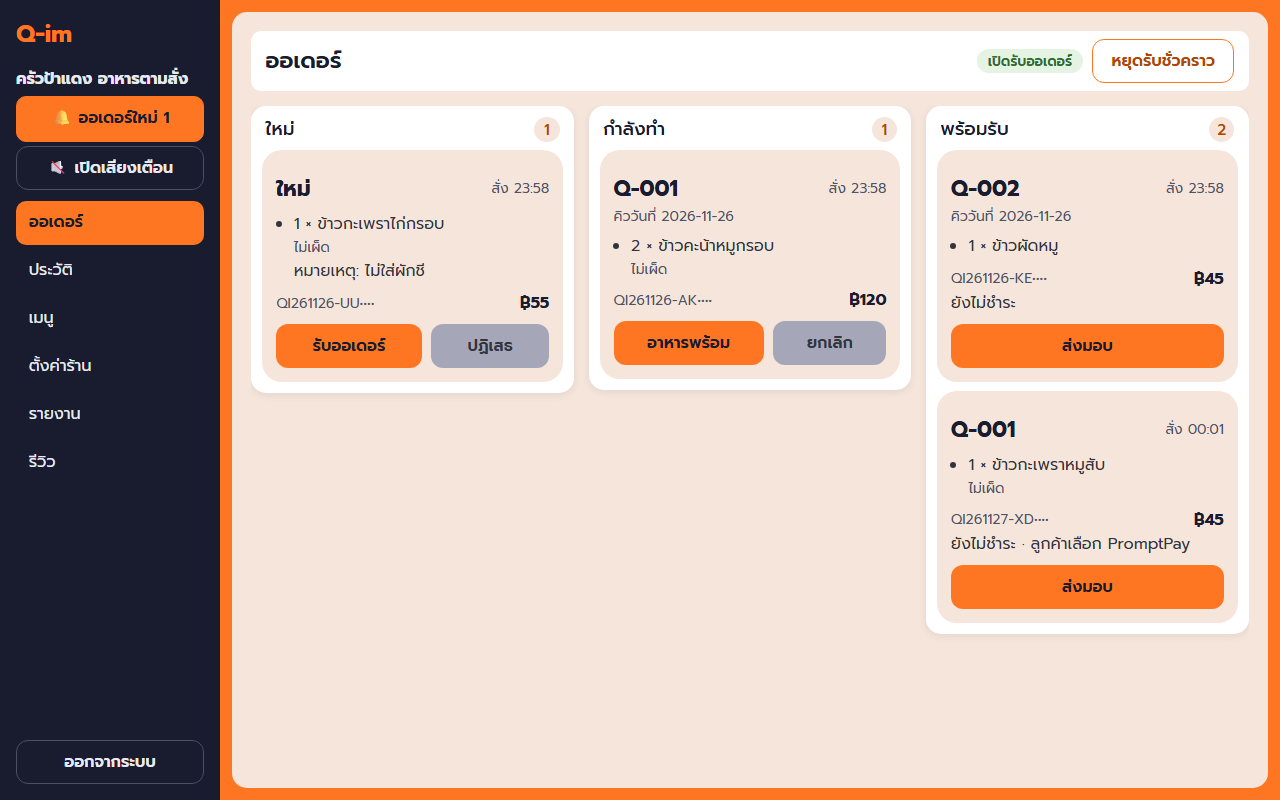 Q-im
ครัวป้าแดง อาหารตามสั่ง
🔔 ออเดอร์ใหม่ 1
🔇 เปิดเสียงเตือน
ออเดอร์
ประวัติ
เมนู
ตั้งค่าร้าน
รายงาน
รีวิว
ออกจากระบบ
ออเดอร์
เปิดรับออเดอร์
หยุดรับชั่วคราว
ใหม่ 1
ใหม่ สั่ง 23:58
• 1 × ข้าวกะเพราไก่กรอบ
ไม่เผ็ด
หมายเหตุ: ไม่ใส่ผักชี
QI261126-UU···· ฿55
รับออเดอร์ ปฏิเสธ
กำลังทำ 1
Q-001 สั่ง 23:58
คิววันที่ 2026-11-26
• 2 × ข้าวคะน้าหมูกรอบ
ไม่เผ็ด
QI261126-AK···· ฿120
อาหารพร้อม ยกเลิก
พร้อมรับ 2
Q-002 สั่ง 23:58
คิววันที่ 2026-11-26
• 1 × ข้าวผัดหมู
QI261126-KE···· ฿45
ยังไม่ชำระ
ส่งมอบ
Q-001 สั่ง 00:01
• 1 × ข้าวกะเพราหมูสับ
ไม่เผ็ด
QI261127-XD···· ฿45
ยังไม่ชำระ · ลูกค้าเลือก PromptPay
ส่งมอบ